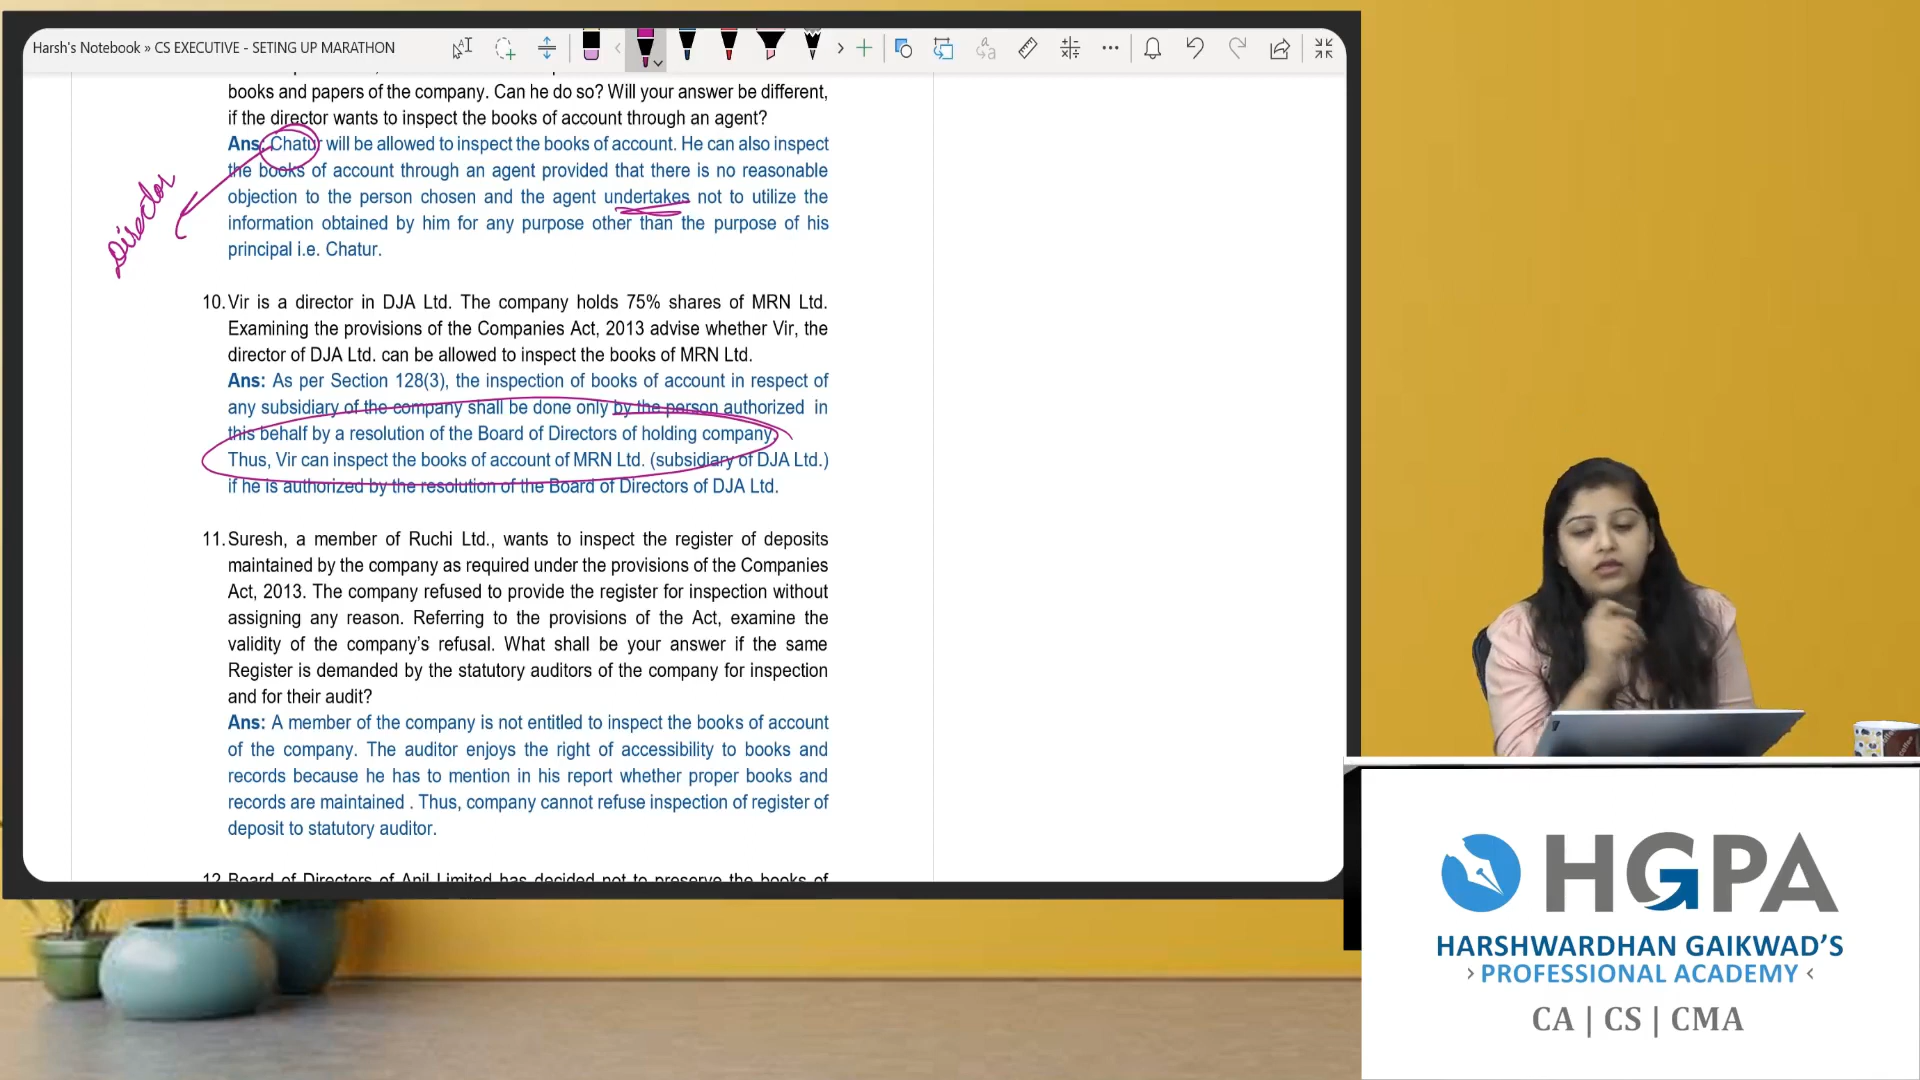 Harsh's Notebook » CS EXECUTIVE - SETING UP MARATHON
books and papers of the company. Can he do so? Will your answer be different,
if the director wants to inspect the books of account through an agent?
Ans: Chatur will be allowed to inspect the books of account. He can also inspect
the books of account through an agent provided that there is no reasonable
objection to the person chosen and the agent undertakes not to utilize the
information obtained by him for any purpose other than the purpose of his
principal i.e. Chatur.
Director
10. Vir is a director in DJA Ltd. The company holds 75% shares of MRN Ltd.
Examining the provisions of the Companies Act, 2013 advise whether Vir, the
director of DJA Ltd. can be allowed to inspect the books of MRN Ltd.
Ans: As per Section 128(3), the inspection of books of account in respect of
any subsidiary of the company shall be done only by the person authorized in
this behalf by a resolution of the Board of Directors of holding company.
Thus, Vir can inspect the books of account of MRN Ltd. (subsidiary of DJA Ltd.)
if he is authorized by the resolution of the Board of Directors of DJA Ltd.
11. Suresh, a member of Ruchi Ltd., wants to inspect the register of deposits
maintained by the company as required under the provisions of the Companies
Act, 2013. The company refused to provide the register for inspection without
assigning any reason. Referring to the provisions of the Act, examine the
validity of the company's refusal. What shall be your answer if the same
Register is demanded by the statutory auditors of the company for inspection
and for their audit?
Ans: A member of the company is not entitled to inspect the books of account
of the company. The auditor enjoys the right of accessibility to books and
records because he has to mention in his report whether proper books and
records are maintained . Thus, company cannot refuse inspection of register of
deposit to statutory auditor.
12. Board of Directors of Anil Limited has decided not to preserve the books of
HGPA
HARSHWARDHAN GAIKWAD'S
› PROFESSIONAL ACADEMY ‹
CA | CS | CMA